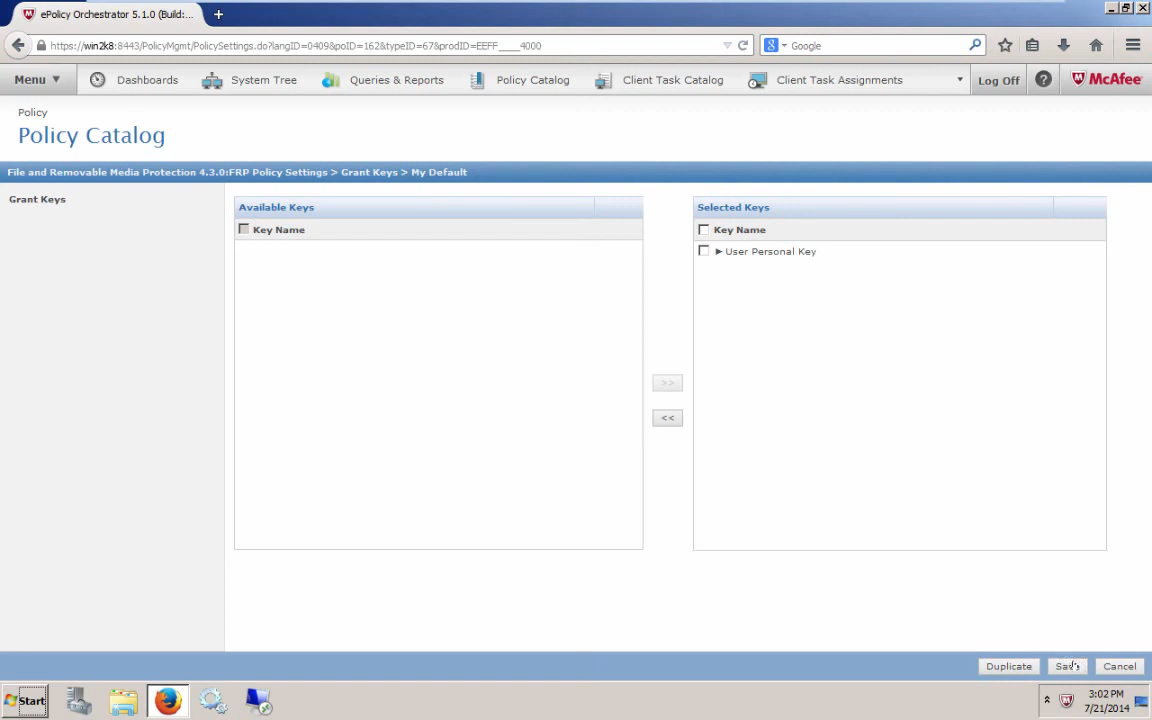 ePolicy Orchestrator 5.1.0 (Build:...
https://win2k8:8443/PolicyMgmt/PolicySettings.do?langID=0409&poID=162&typeID=67&prodID=EEFF____4000
Google
Menu
Dashboards
System Tree
Queries & Reports
Policy Catalog
Client Task Catalog
Client Task Assignments
Log Off
McAfee
Policy
Policy Catalog
File and Removable Media Protection 4.3.0:FRP Policy Settings > Grant Keys > My Default
Grant Keys
Available Keys
Key Name
Selected Keys
Key Name
User Personal Key
>>
<<
Duplicate
Save
Cancel
Start
3:02 PM
7/21/2014